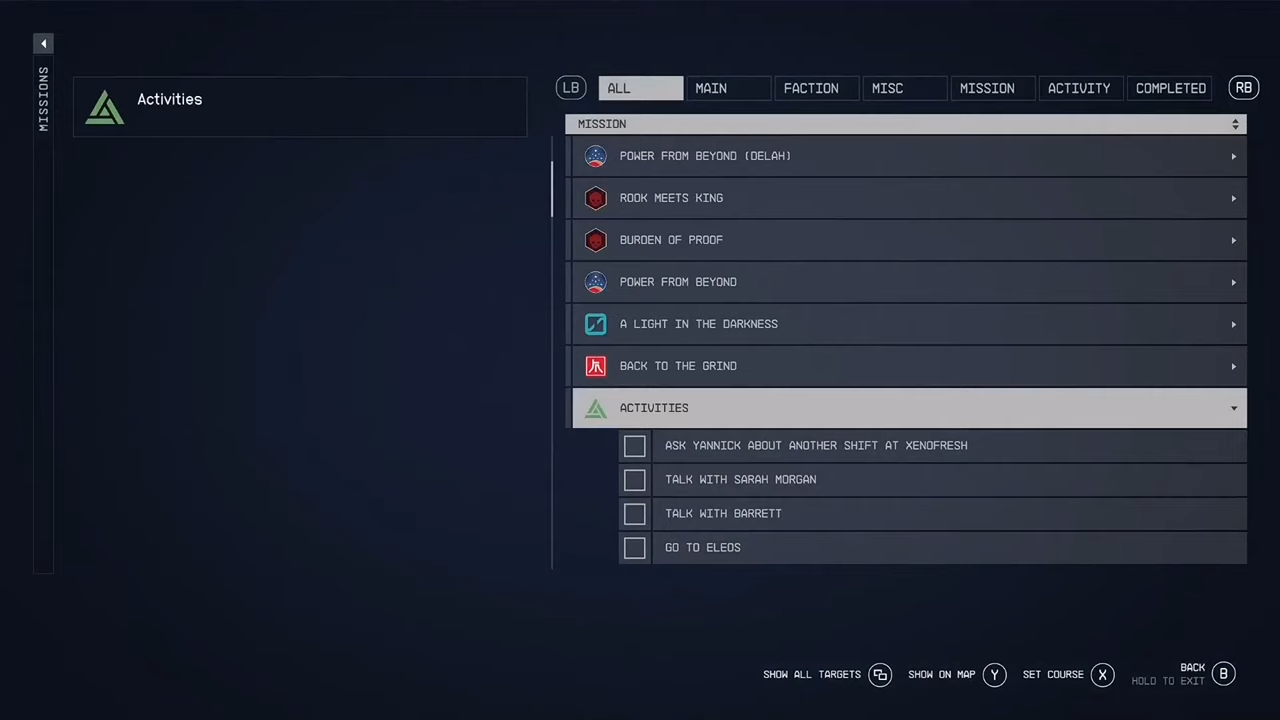 MISSIONS
Activities
LB
ALL
MAIN
FACTION
MISC
MISSION
ACTIVITY
COMPLETED
RB
MISSION
POWER FROM BEYOND (DELAH)
ROOK MEETS KING
BURDEN OF PROOF
POWER FROM BEYOND
A LIGHT IN THE DARKNESS
BACK TO THE GRIND
ACTIVITIES
ASK YANNICK ABOUT ANOTHER SHIFT AT XENOFRESH
TALK WITH SARAH MORGAN
TALK WITH BARRETT
GO TO ELEOS
SHOW ALL TARGETS
SHOW ON MAP Y
SET COURSE X
BACK B
HOLD TO EXIT